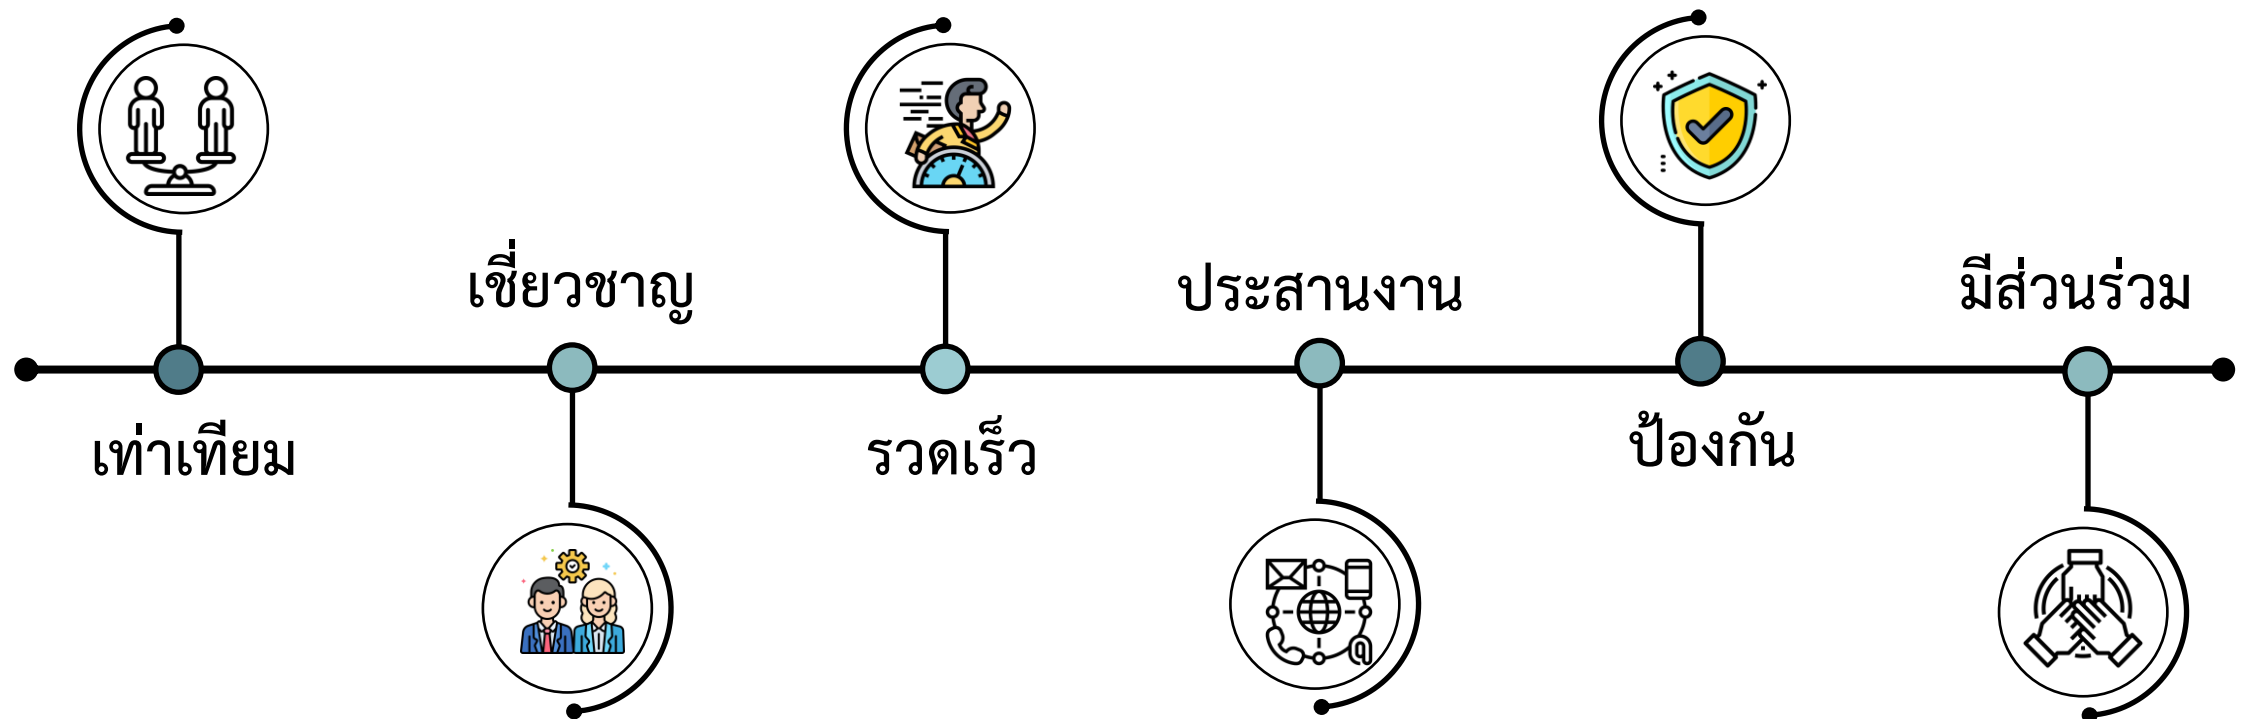 เท่าเทียม
เชี่ยวชาญ
รวดเร็ว
ประสานงาน
ป้องกัน
มีส่วนร่วม